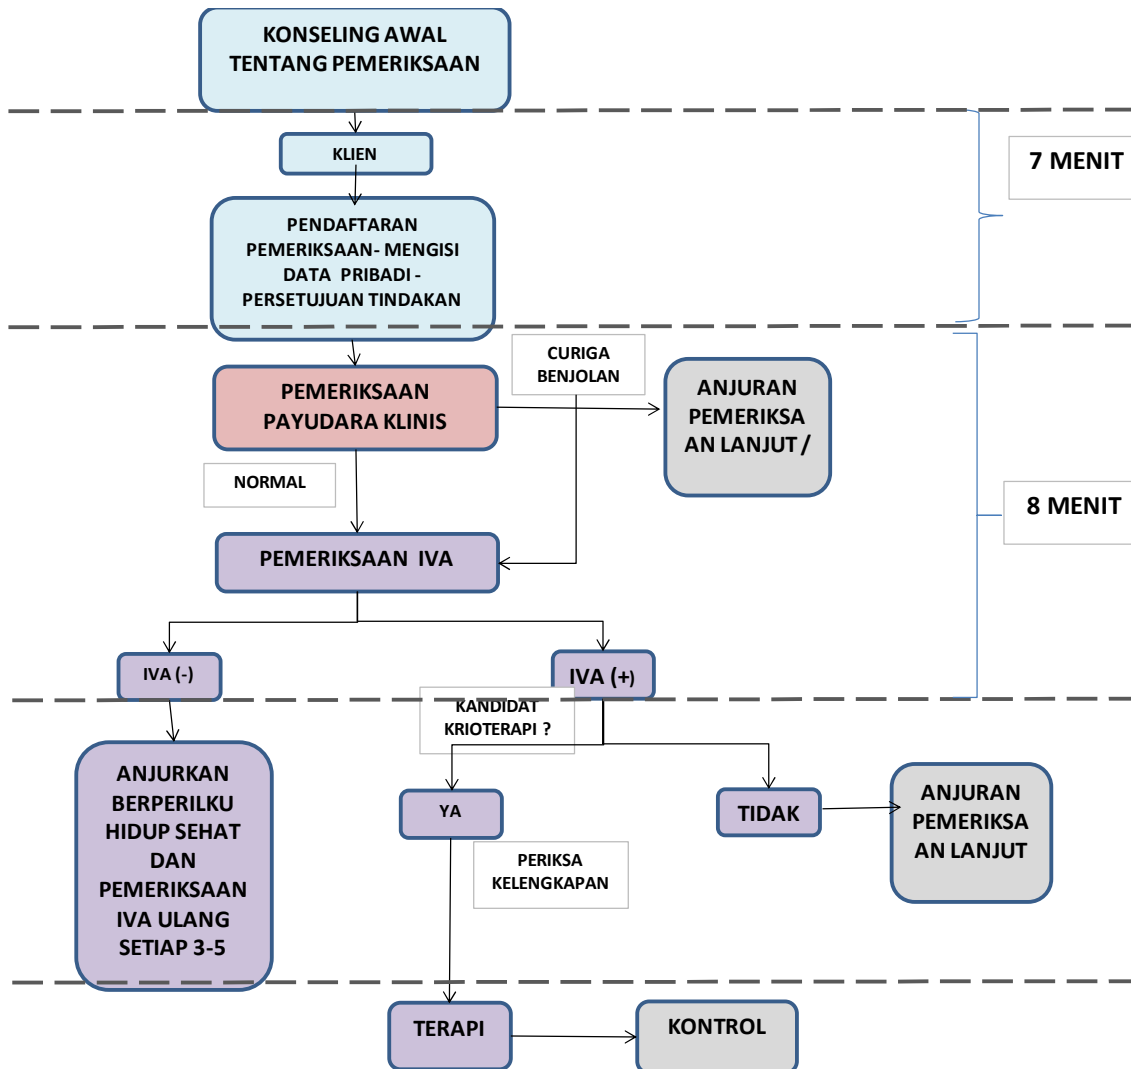 KONSELING AWAL
TENTANG PEMERIKSAAN
KLIEN
7 MENIT
PENDAFTARAN
PEMERIKSAAN- MENGISI
DATA PRIBADI -
PERSETUJUAN TINDAKAN
CURIGA
BENJOLAN
PEMERIKSAAN
PAYUDARA KLINIS
ANJURAN
PEMERIKSA
AN LANJUT /
NORMAL
8 MENIT
PEMERIKSAAN IVA
IVA (-)
IVA (+)
KANDIDAT
KRIOTERAPI ?
ANJURKAN
BERPERILKU
HIDUP SEHAT
DAN
PEMERIKSAAN
IVA ULANG
SETIAP 3-5
YA
TIDAK
ANJURAN
PEMERIKSA
AN LANJUT
PERIKSA
KELENGKAPAN
TERAPI
KONTROL